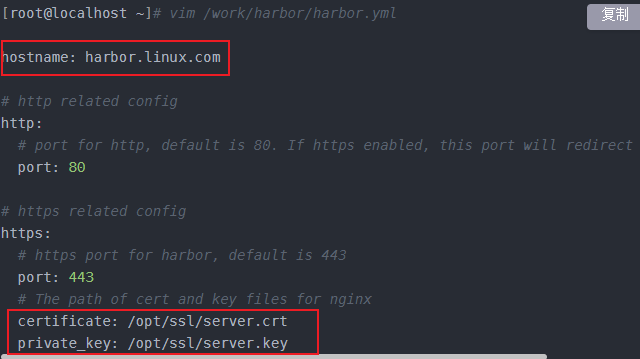 [root@localhost ~]# vim /work/harbor/harbor.yml
复制
hostname: harbor.linux.com
# http related config
http:
# port for http, default is 80. If https enabled, this port will redirect
port: 80
# https related config
https:
# https port for harbor, default is 443
port: 443
# The path of cert and key files for nginx
certificate: /opt/ssl/server.crt
private_key: /opt/ssl/server.key